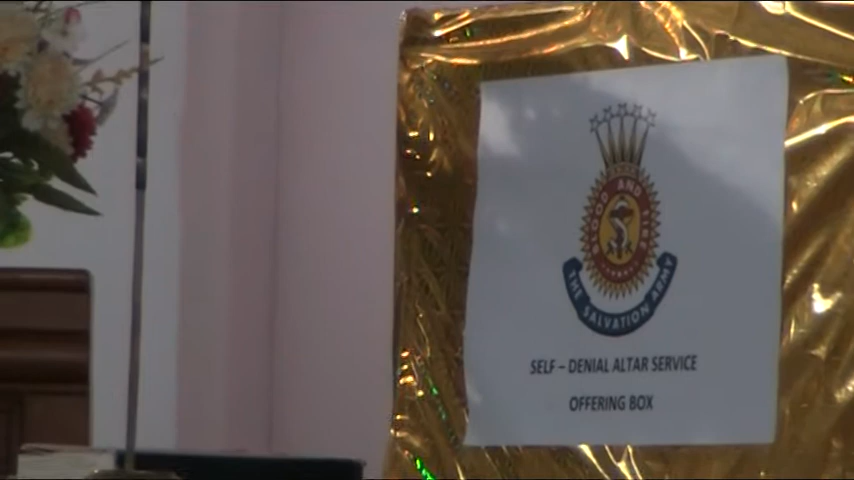 BLOOD AND FIRE
THE SALVATION ARMY
SELF – DENIAL ALTAR SERVICE
OFFERING BOX